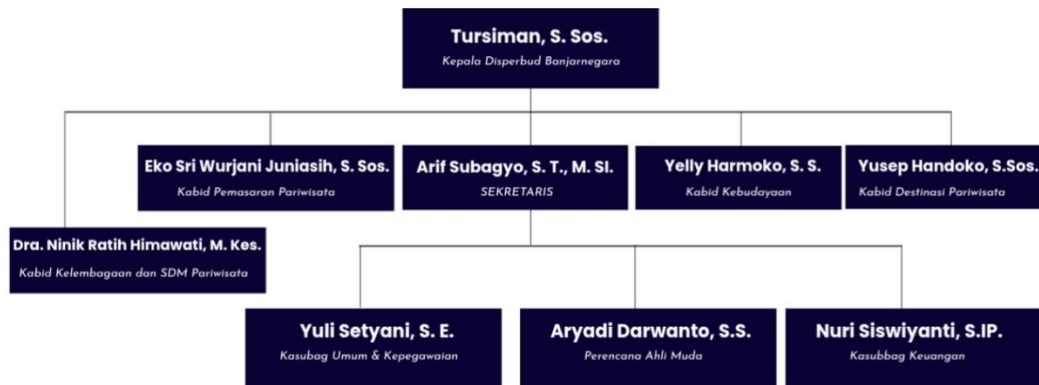 Tursiman, S. Sos.
Kepala Disperbud Banjarnegara
Eko Sri Wurjani Juniasih, S. Sos.
Kabid Pemasaran Pariwisata
Arif Subagyo, S. T., M. SI.
SEKRETARIS
Yelly Harmoko, S. S.
Kabid Kebudayaan
Yusep Handoko, S.Sos.
Kabid Destinasi Pariwisata
Dra. Ninik Ratih Himawati, M. Kes.
Kabid Kelembagaan dan SDM Pariwisata
Yuli Setyani, S. E.
Kasubag Umum & Kepegawaian
Aryadi Darwanto, S.S.
Perencana Ahli Muda
Nuri Siswiyanti, S.IP.
Kasubbag Keuangan